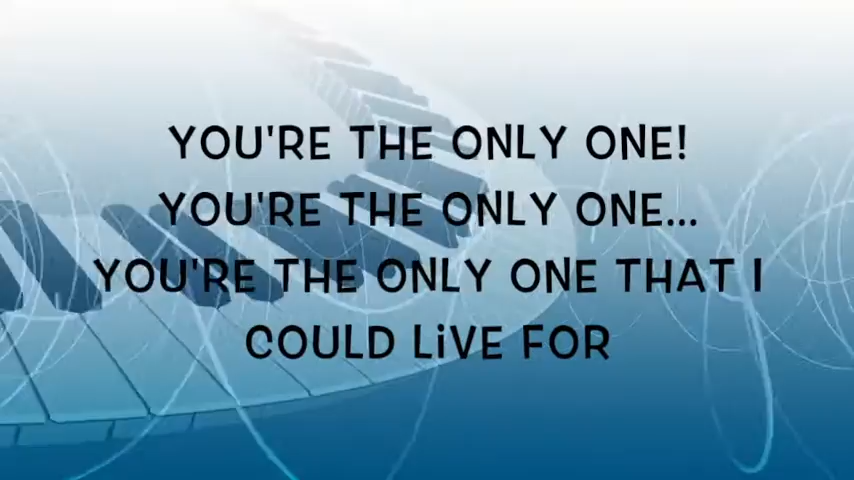 YOU'RE THE ONLY ONE!
YOU'RE THE ONLY ONE...
YOU'RE THE ONLY ONE THAT I
COULD LiVE FOR